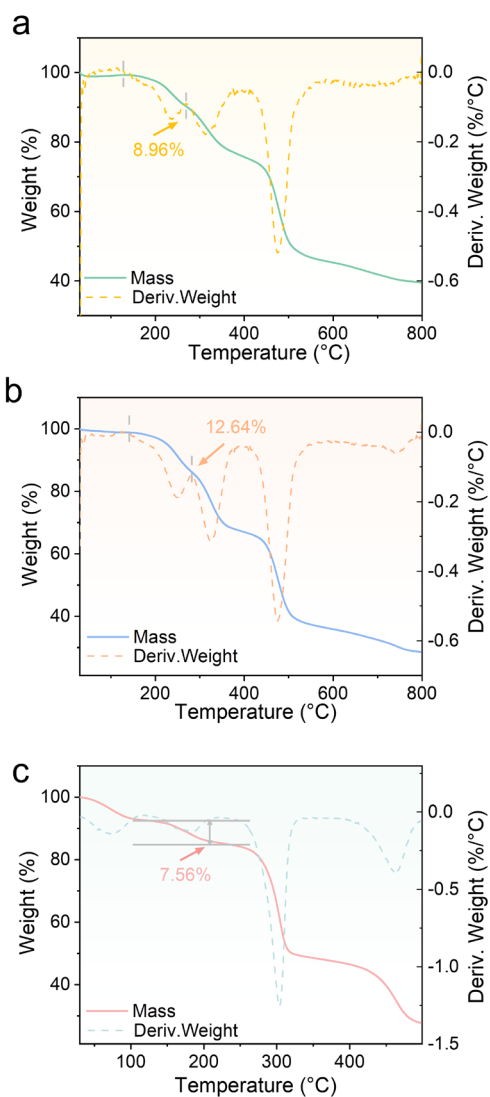 a
100
80
60
40
Weight (%)
0.0
-0.2
-0.4
-0.6
Deriv. Weight (%/°C)
8.96%
Mass
Deriv.Weight
200
400
600
800
Temperature (°C)
b
100
80
60
40
Weight (%)
0.0
-0.2
-0.4
-0.6
Deriv. Weight (%/°C)
12.64%
Mass
Deriv.Weight
200
400
600
800
Temperature (°C)
c
100
80
60
40
Weight (%)
0.0
-0.5
-1.0
-1.5
Deriv. Weight (%/°C)
7.56%
Mass
Deriv.Weight
100
200
300
400
Temperature (°C)